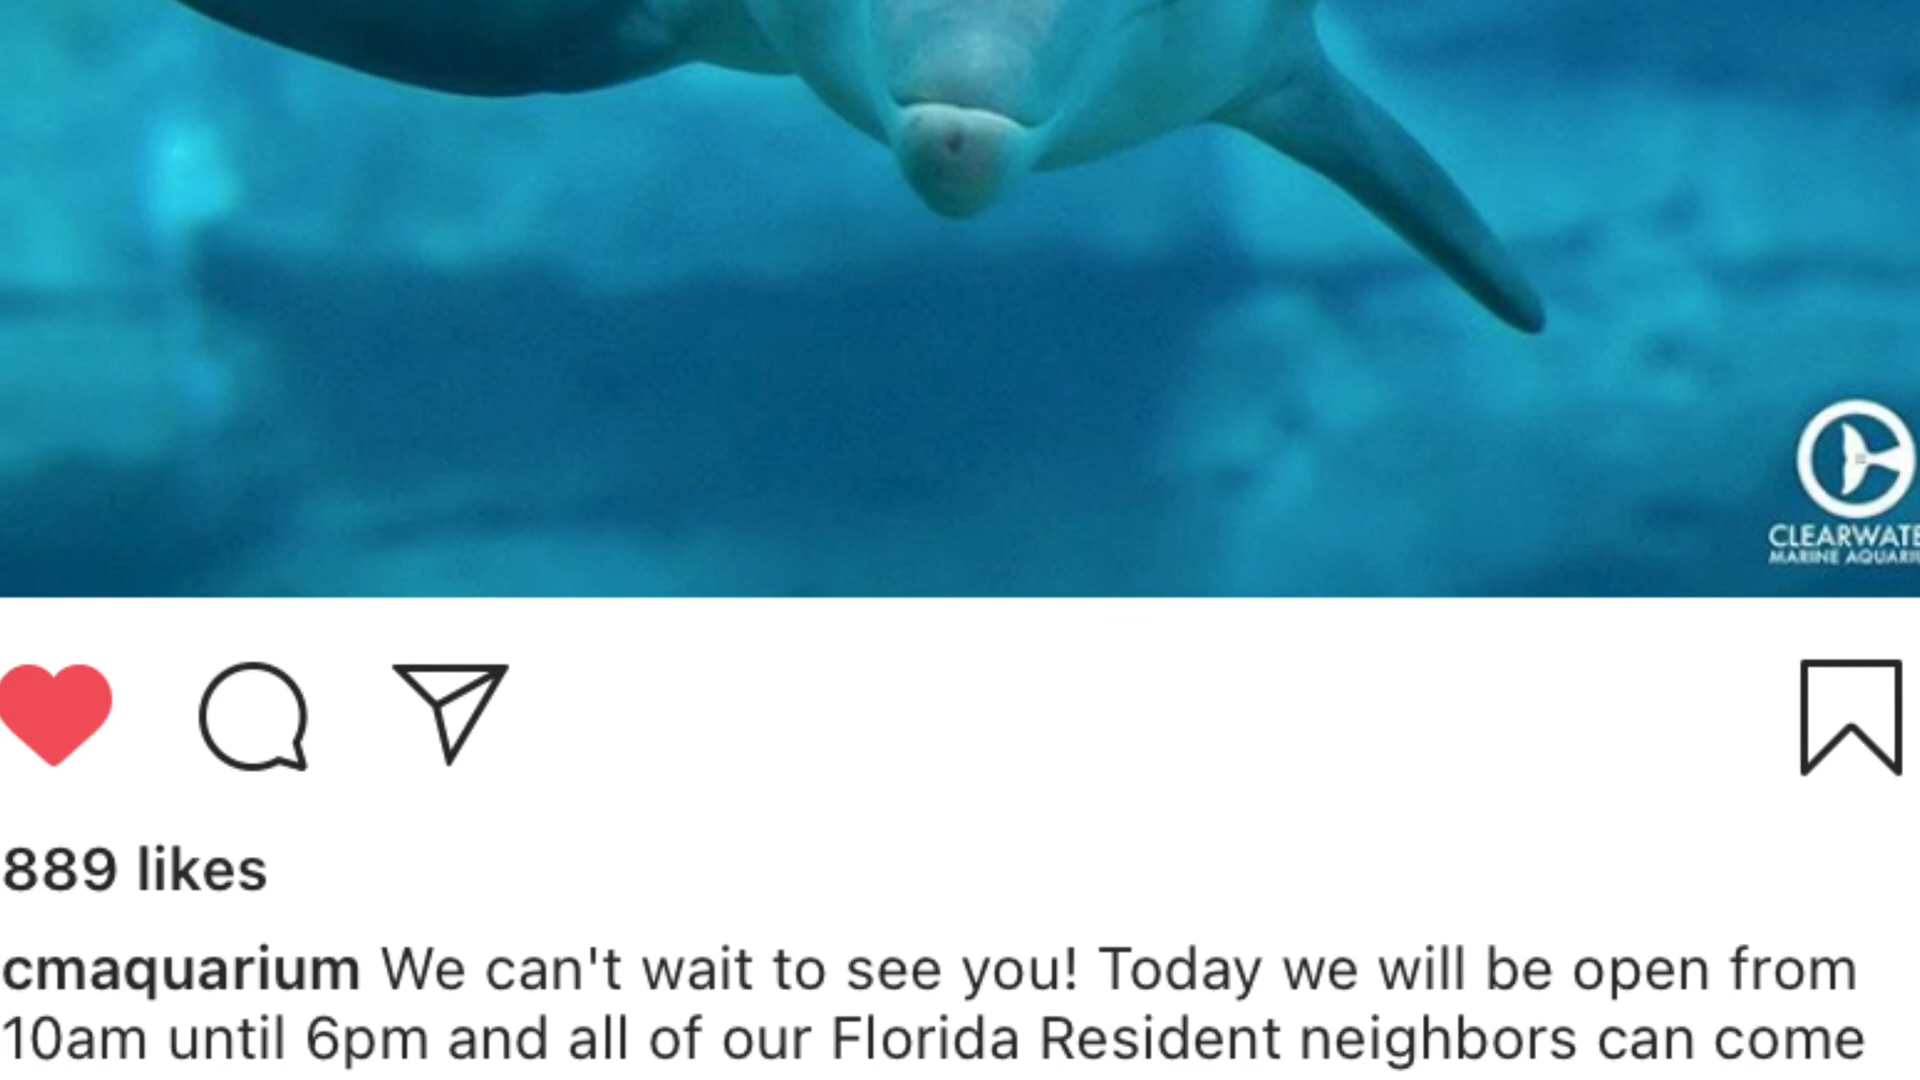 CLEARWATE
MARINE AQUARI
889 likes
cmaquarium We can't wait to see you! Today we will be open from
10am until 6pm and all of our Florida Resident neighbors can come